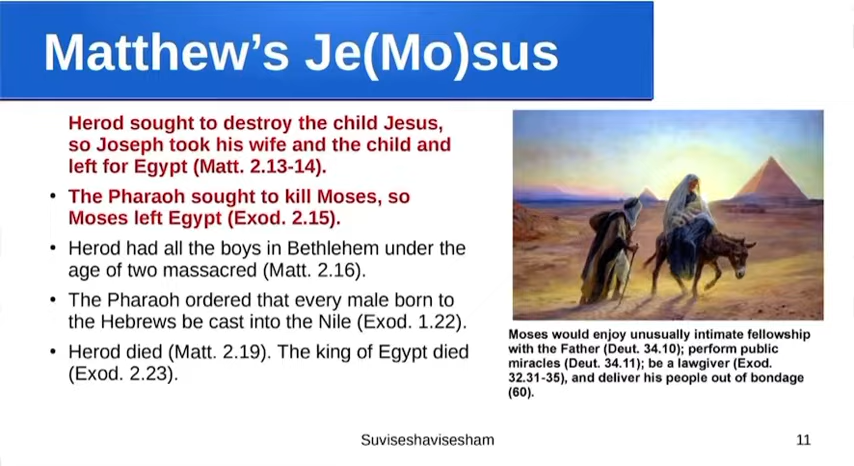 Matthew’s Je(Mo)sus
Herod sought to destroy the child Jesus,
so Joseph took his wife and the child and
left for Egypt (Matt. 2.13-14).
• The Pharaoh sought to kill Moses, so
Moses left Egypt (Exod. 2.15).
• Herod had all the boys in Bethlehem under the
age of two massacred (Matt. 2.16).
• The Pharaoh ordered that every male born to
the Hebrews be cast into the Nile (Exod. 1.22).
• Herod died (Matt. 2.19). The king of Egypt died
(Exod. 2.23).
Moses would enjoy unusually intimate fellowship
with the Father (Deut. 34.10); perform public
miracles (Deut. 34.11); be a lawgiver (Exod.
32.31-35), and deliver his people out of bondage
(60).
Suviseshavisesham
11